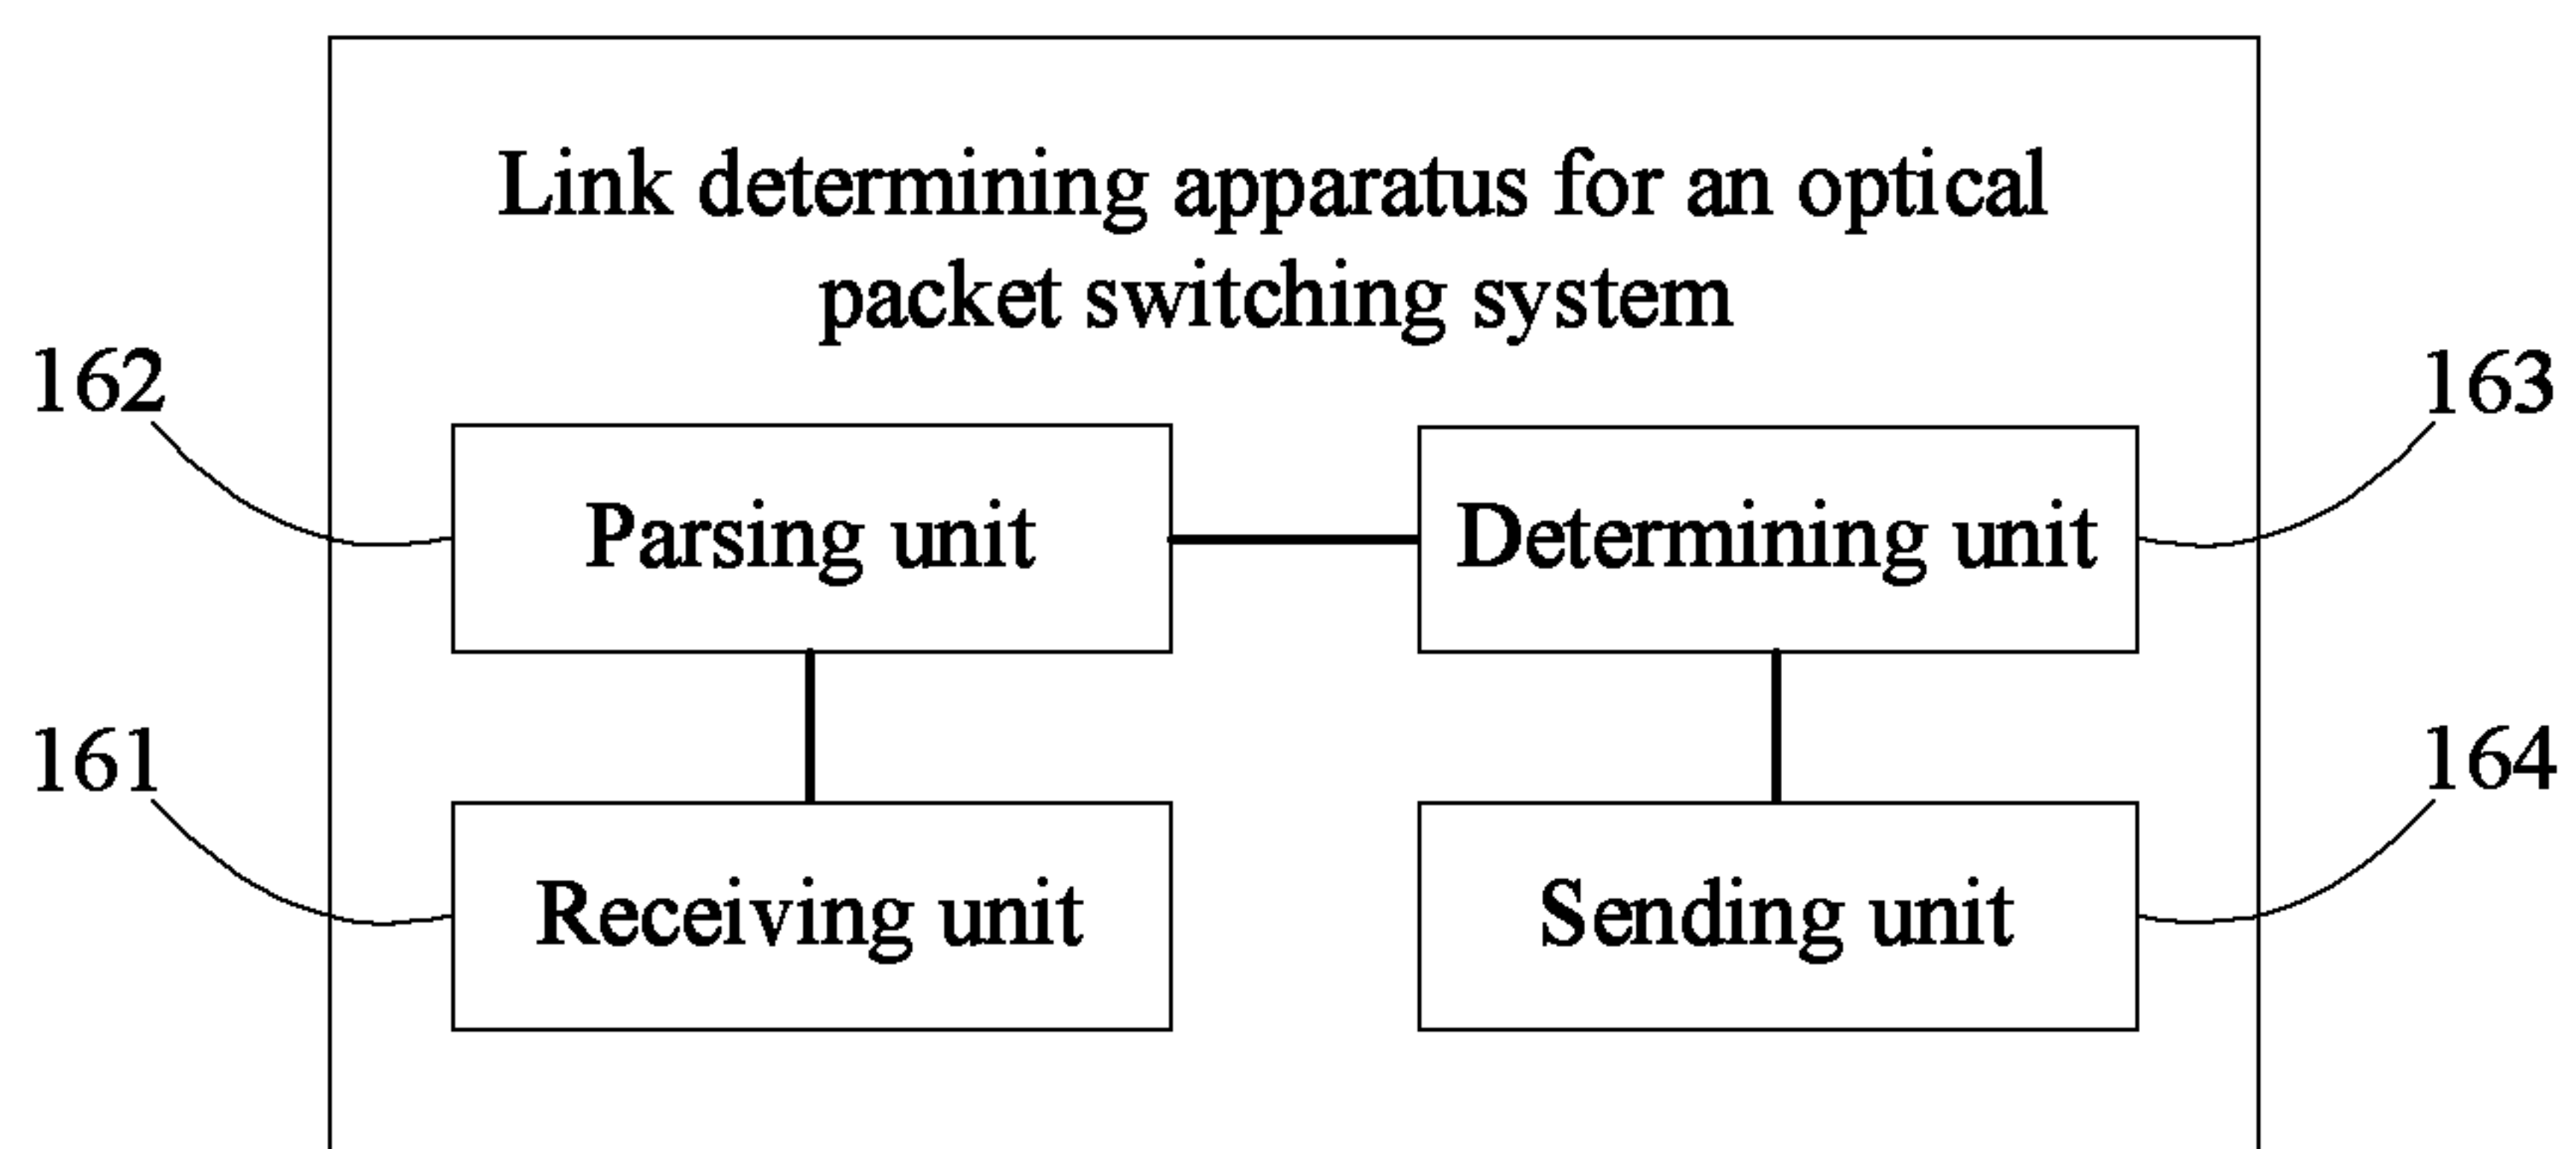 Link determining apparatus for an optical
packet switching system
162
163
Parsing unit
Determining unit
161
164
Receiving unit
Sending unit